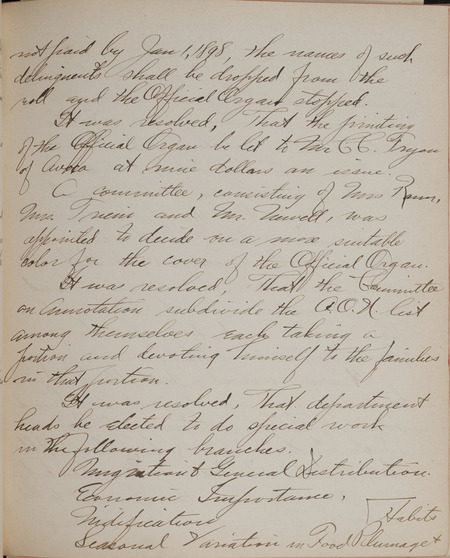 not paid by Jan 1, 1898 the names of such
delinquents shall be dropped from the
roll and the Official Organ stopped.
It was resolved, That the printing
of the Official Organ be let to Mr C.C. Tryon
of Avoca at nine dollars an issue.
A committee, consisting of Mrs
Mrs. and Mr. Newell, was
appointed to decide on a more suitable
color for the cover of the Official Organ.
It was resolved, That the Committee
on Annotation subdivide the A.O.U. list
among themselves each taking a
portion and devoting himself to the families
in that portion.
It was resolved, That department
heads be elected to do special work
in the following branches.
Migration & General Distribution.
Economic Importance,
Nidification
Habits
Seasonal Variation in Food Plumage &